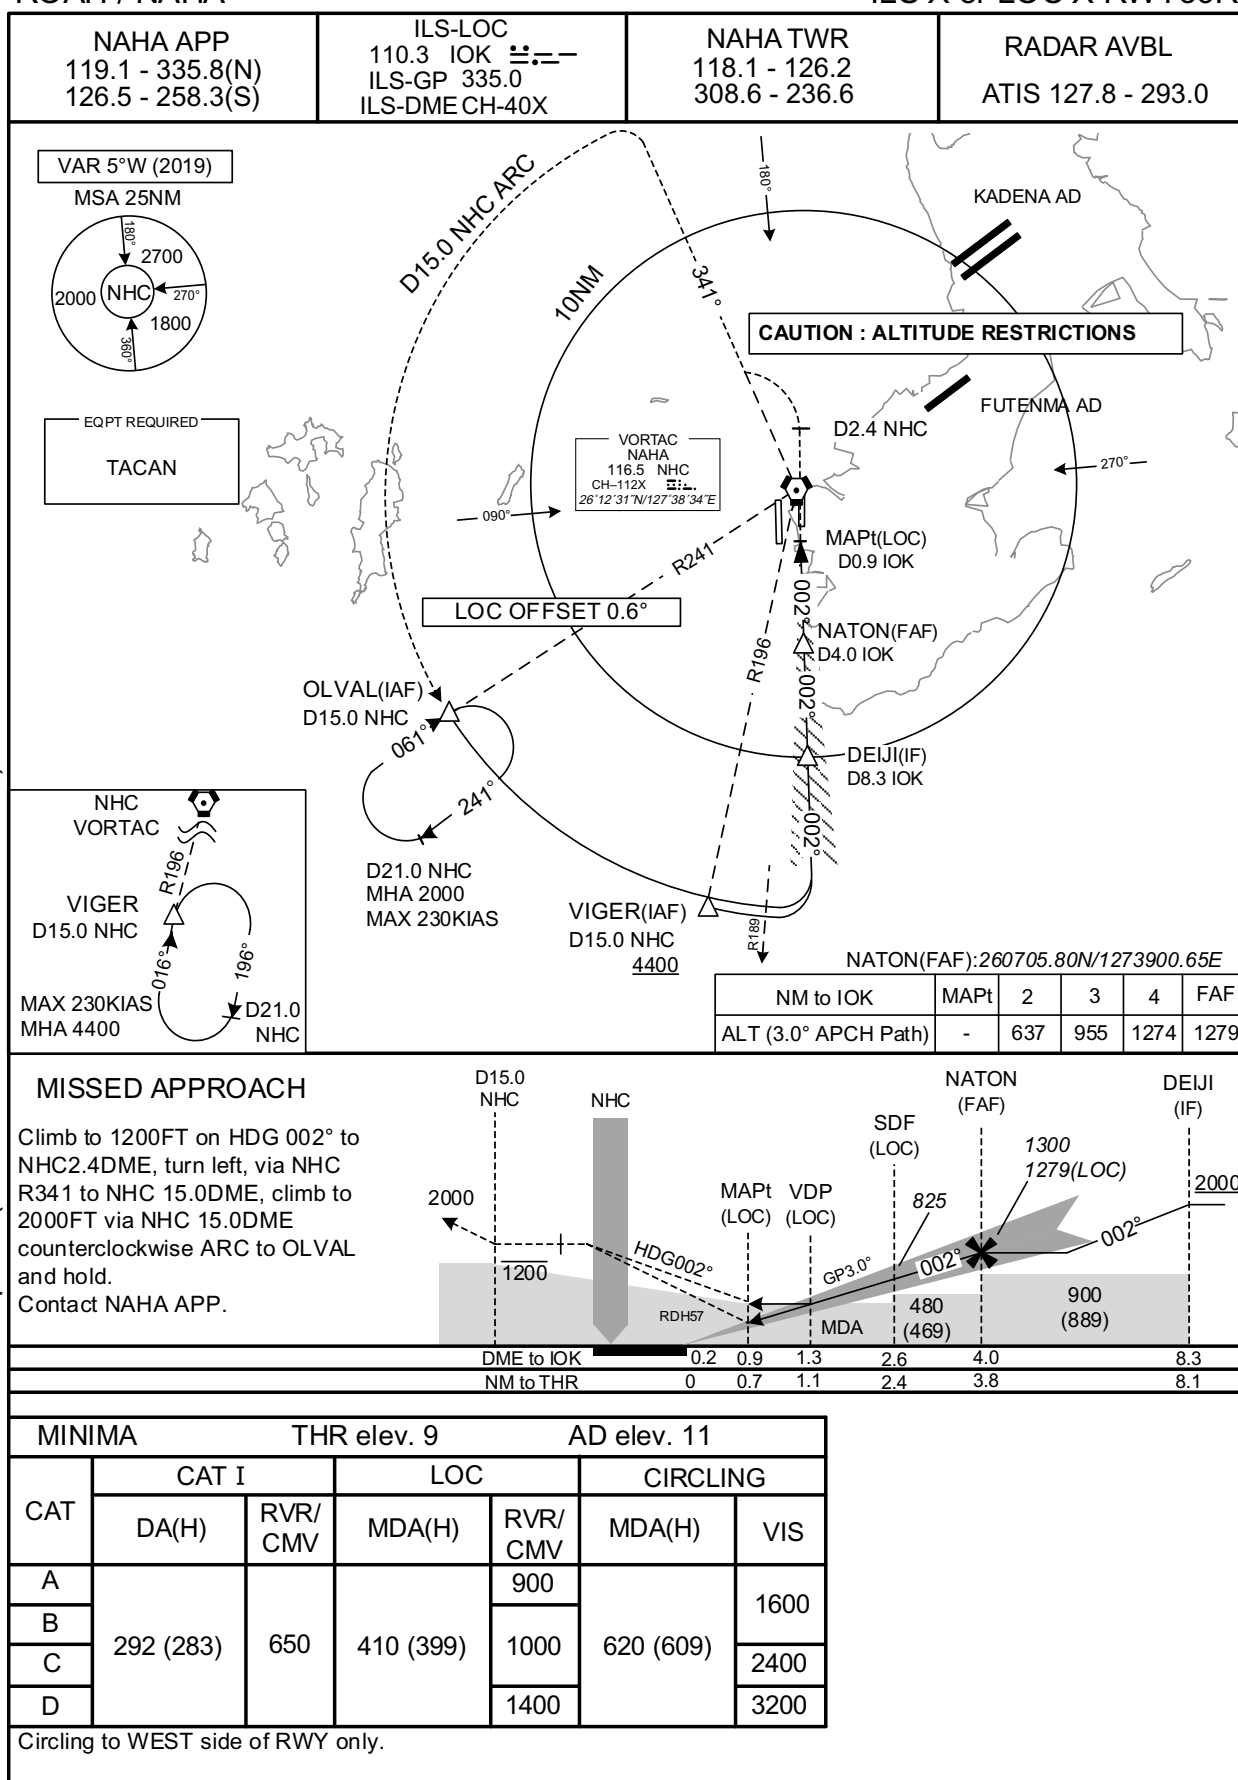 ROAH / NAHA
ILS X or LOC X RWY36R
NAHA APP
119.1 - 335.8(N)
126.5 - 258.3(S)
ILS-LOC
110.3 IOK
ILS-GP 335.0
ILS-DME CH-40X
NAHA TWR
118.1 - 126.2
308.6 - 236.6
RADAR AVBL
ATIS 127.8 - 293.0
VAR 5°W (2019)
MSA 25NM
180°
2700
2000
NHC
270°
1800
360°
EQPT REQUIRED
TACAN
D15.0 NHC ARC
10NM
341°
180°
KADENA AD
CAUTION : ALTITUDE RESTRICTIONS
FUTENMA AD
D2.4 NHC
270°
VORTAC
NAHA
116.5 NHC
CH–112X
26°12´31˝N/127°38´34˝E
090°
R241
MAPt(LOC)
D0.9 IOK
002°
LOC OFFSET 0.6°
R196
NATON(FAF)
D4.0 IOK
002°
OLVAL(IAF)
D15.0 NHC
061°
241°
DEIJI(IF)
D8.3 IOK
002°
D21.0 NHC
MHA 2000
MAX 230KIAS
VIGER(IAF)
D15.0 NHC
4400
R189
NHC
VORTAC
R196
VIGER
D15.0 NHC
016°
196°
MAX 230KIAS
MHA 4400
D21.0
NHC
NATON(FAF):260705.80N/1273900.65E
NM to IOK MAPt 2 3 4 FAF
ALT (3.0° APCH Path) - 637 955 1274 1279
MISSED APPROACH
Climb to 1200FT on HDG 002° to
NHC2.4DME, turn left, via NHC
R341 to NHC 15.0DME, climb to
2000FT via NHC 15.0DME
counterclockwise ARC to OLVAL
and hold.
Contact NAHA APP.
D15.0
NHC
NHC
NATON
(FAF)
DEIJI
(IF)
SDF
(LOC)
1300
1279(LOC)
2000
MAPt
(LOC)
VDP
(LOC)
825
2000
1200
HDG002°
GP3.0°
002°
002°
RDH57
MDA
480
(469)
900
(889)
DME to IOK 0.2 0.9 1.3 2.6 4.0 8.3
NM to THR 0 0.7 1.1 2.4 3.8 8.1
MINIMA THR elev. 9 AD elev. 11
CAT CAT I LOC CIRCLING
DA(H) RVR/CMV MDA(H) RVR/CMV MDA(H) VIS
A 292 (283) 650 410 (399) 900 620 (609) 1600
B 1000
C 2400
D 1400 3200
Circling to WEST side of RWY only.